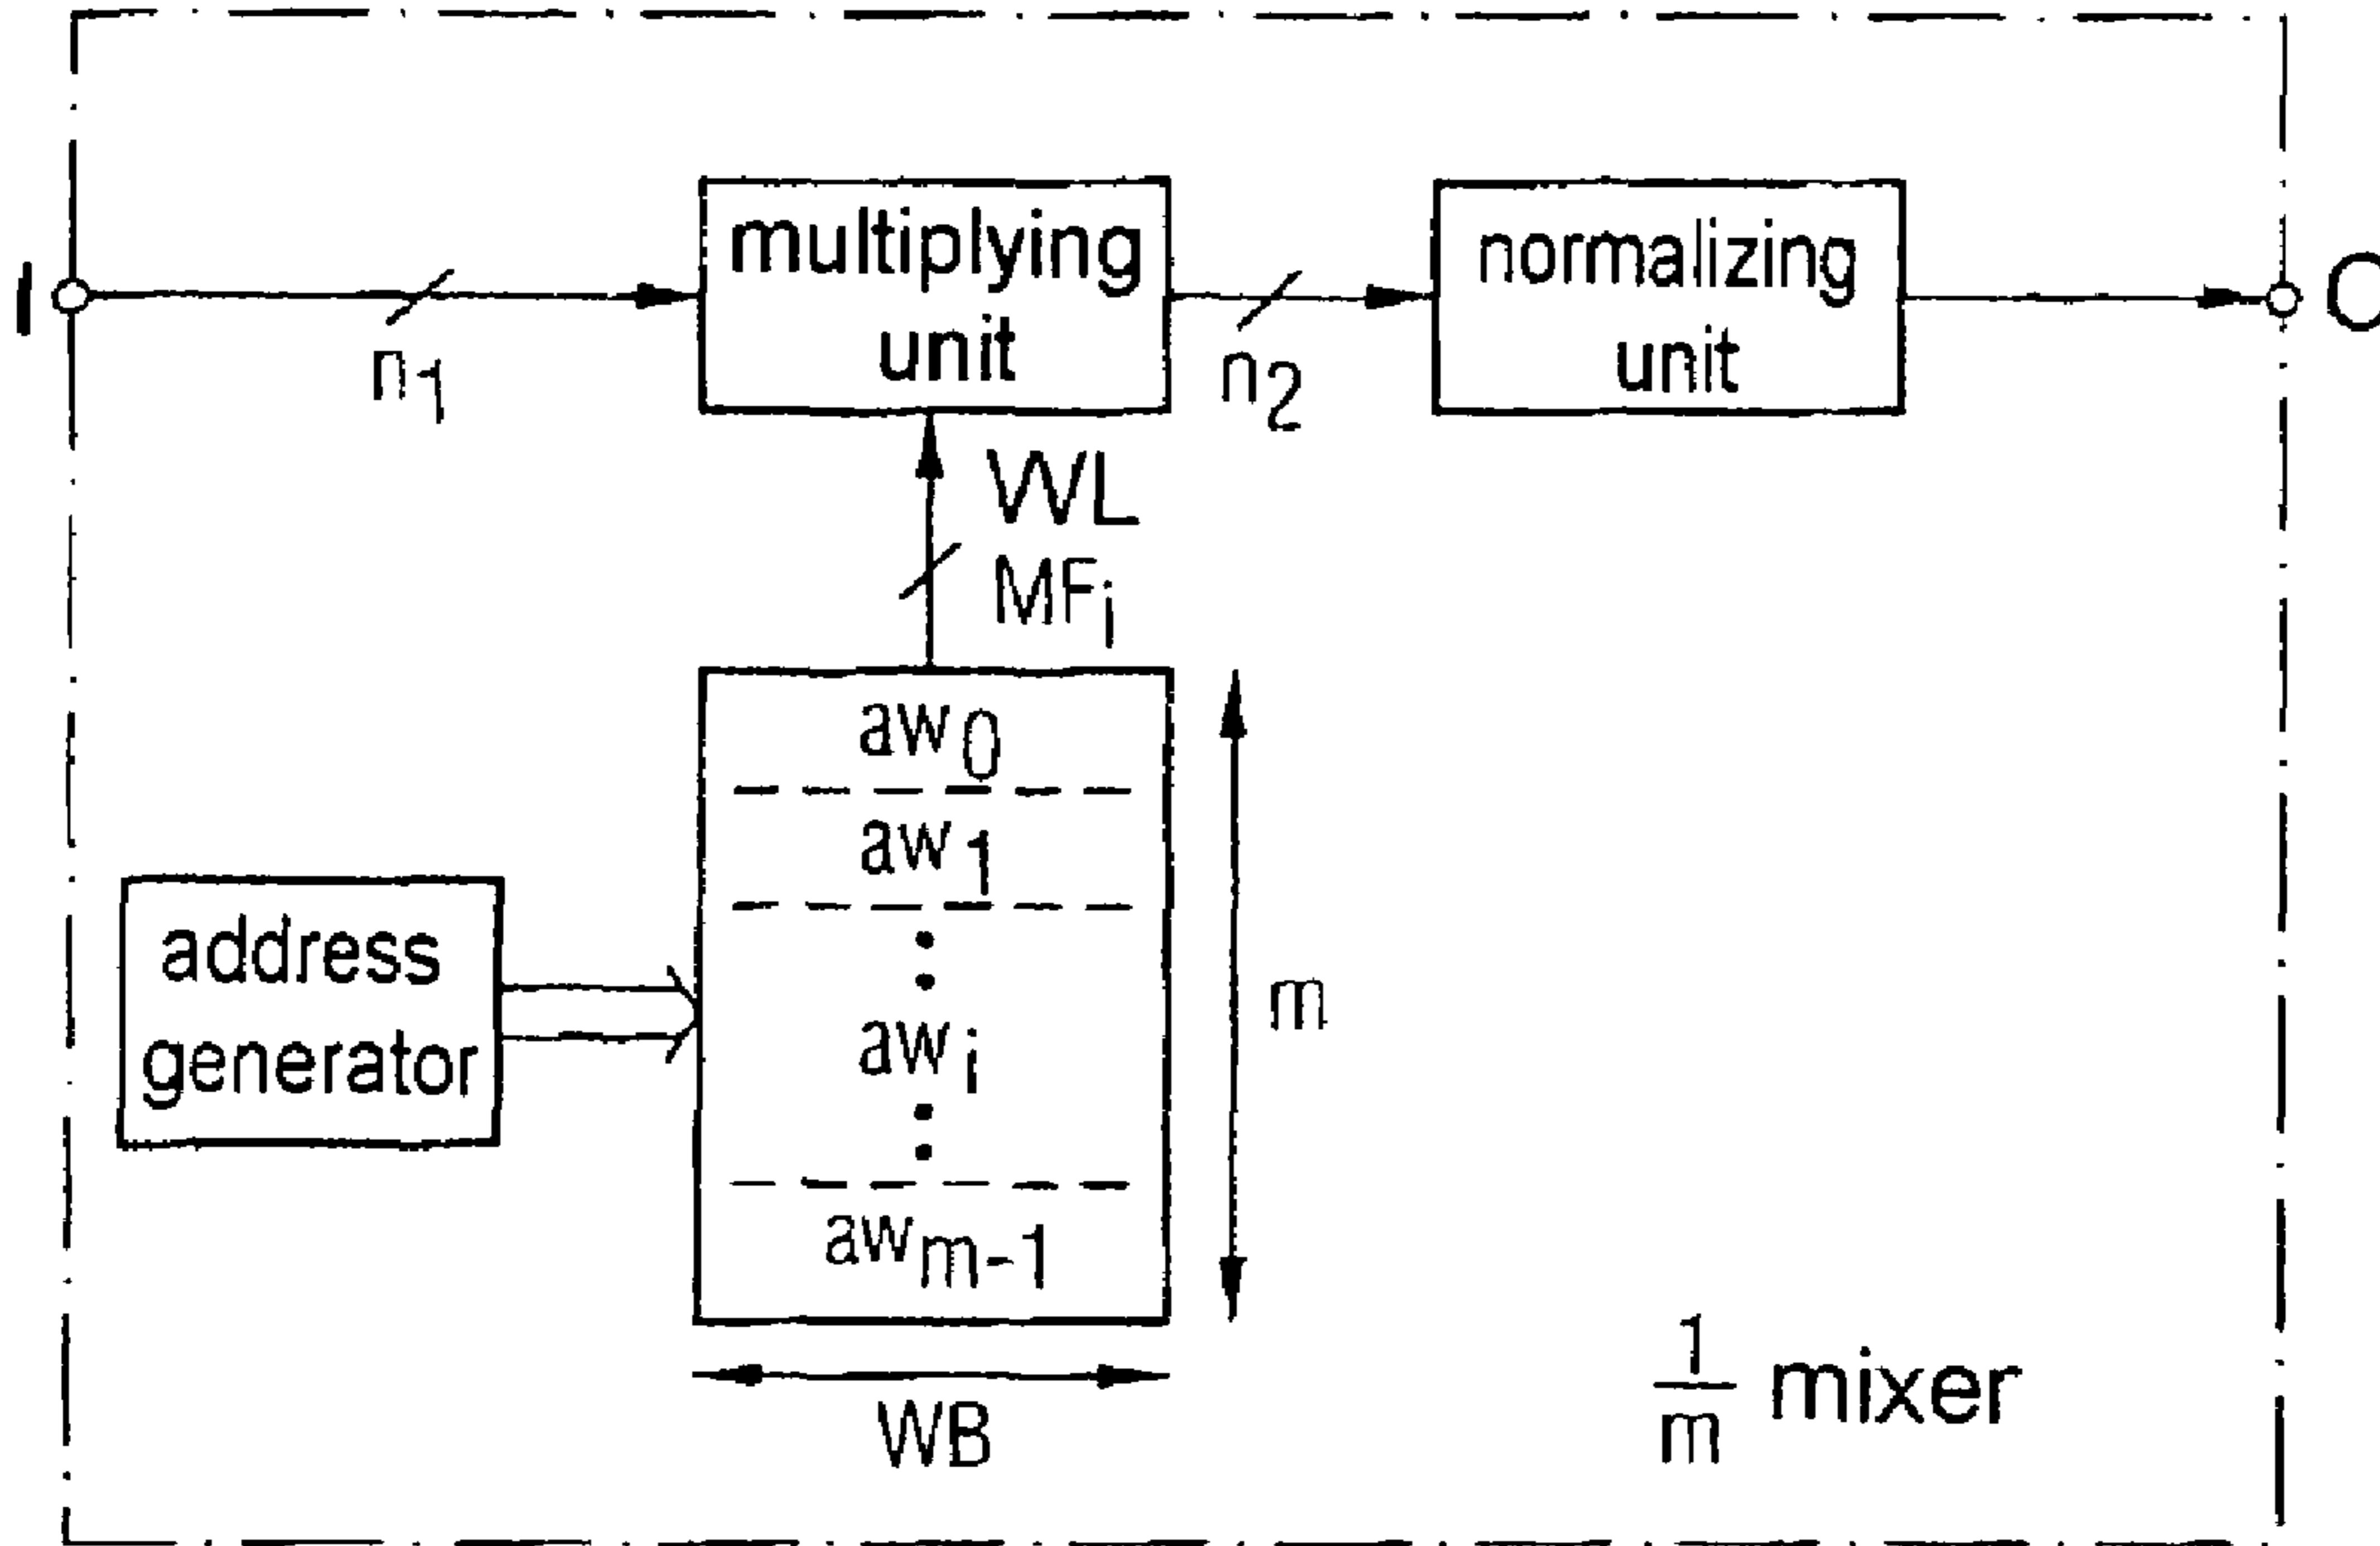 I
multiplying
unit
normalizing
unit
O
n1
n2
WL
MFi
aw0
aw1
awi
awm-1
address
generator
m
WB
1/m mixer